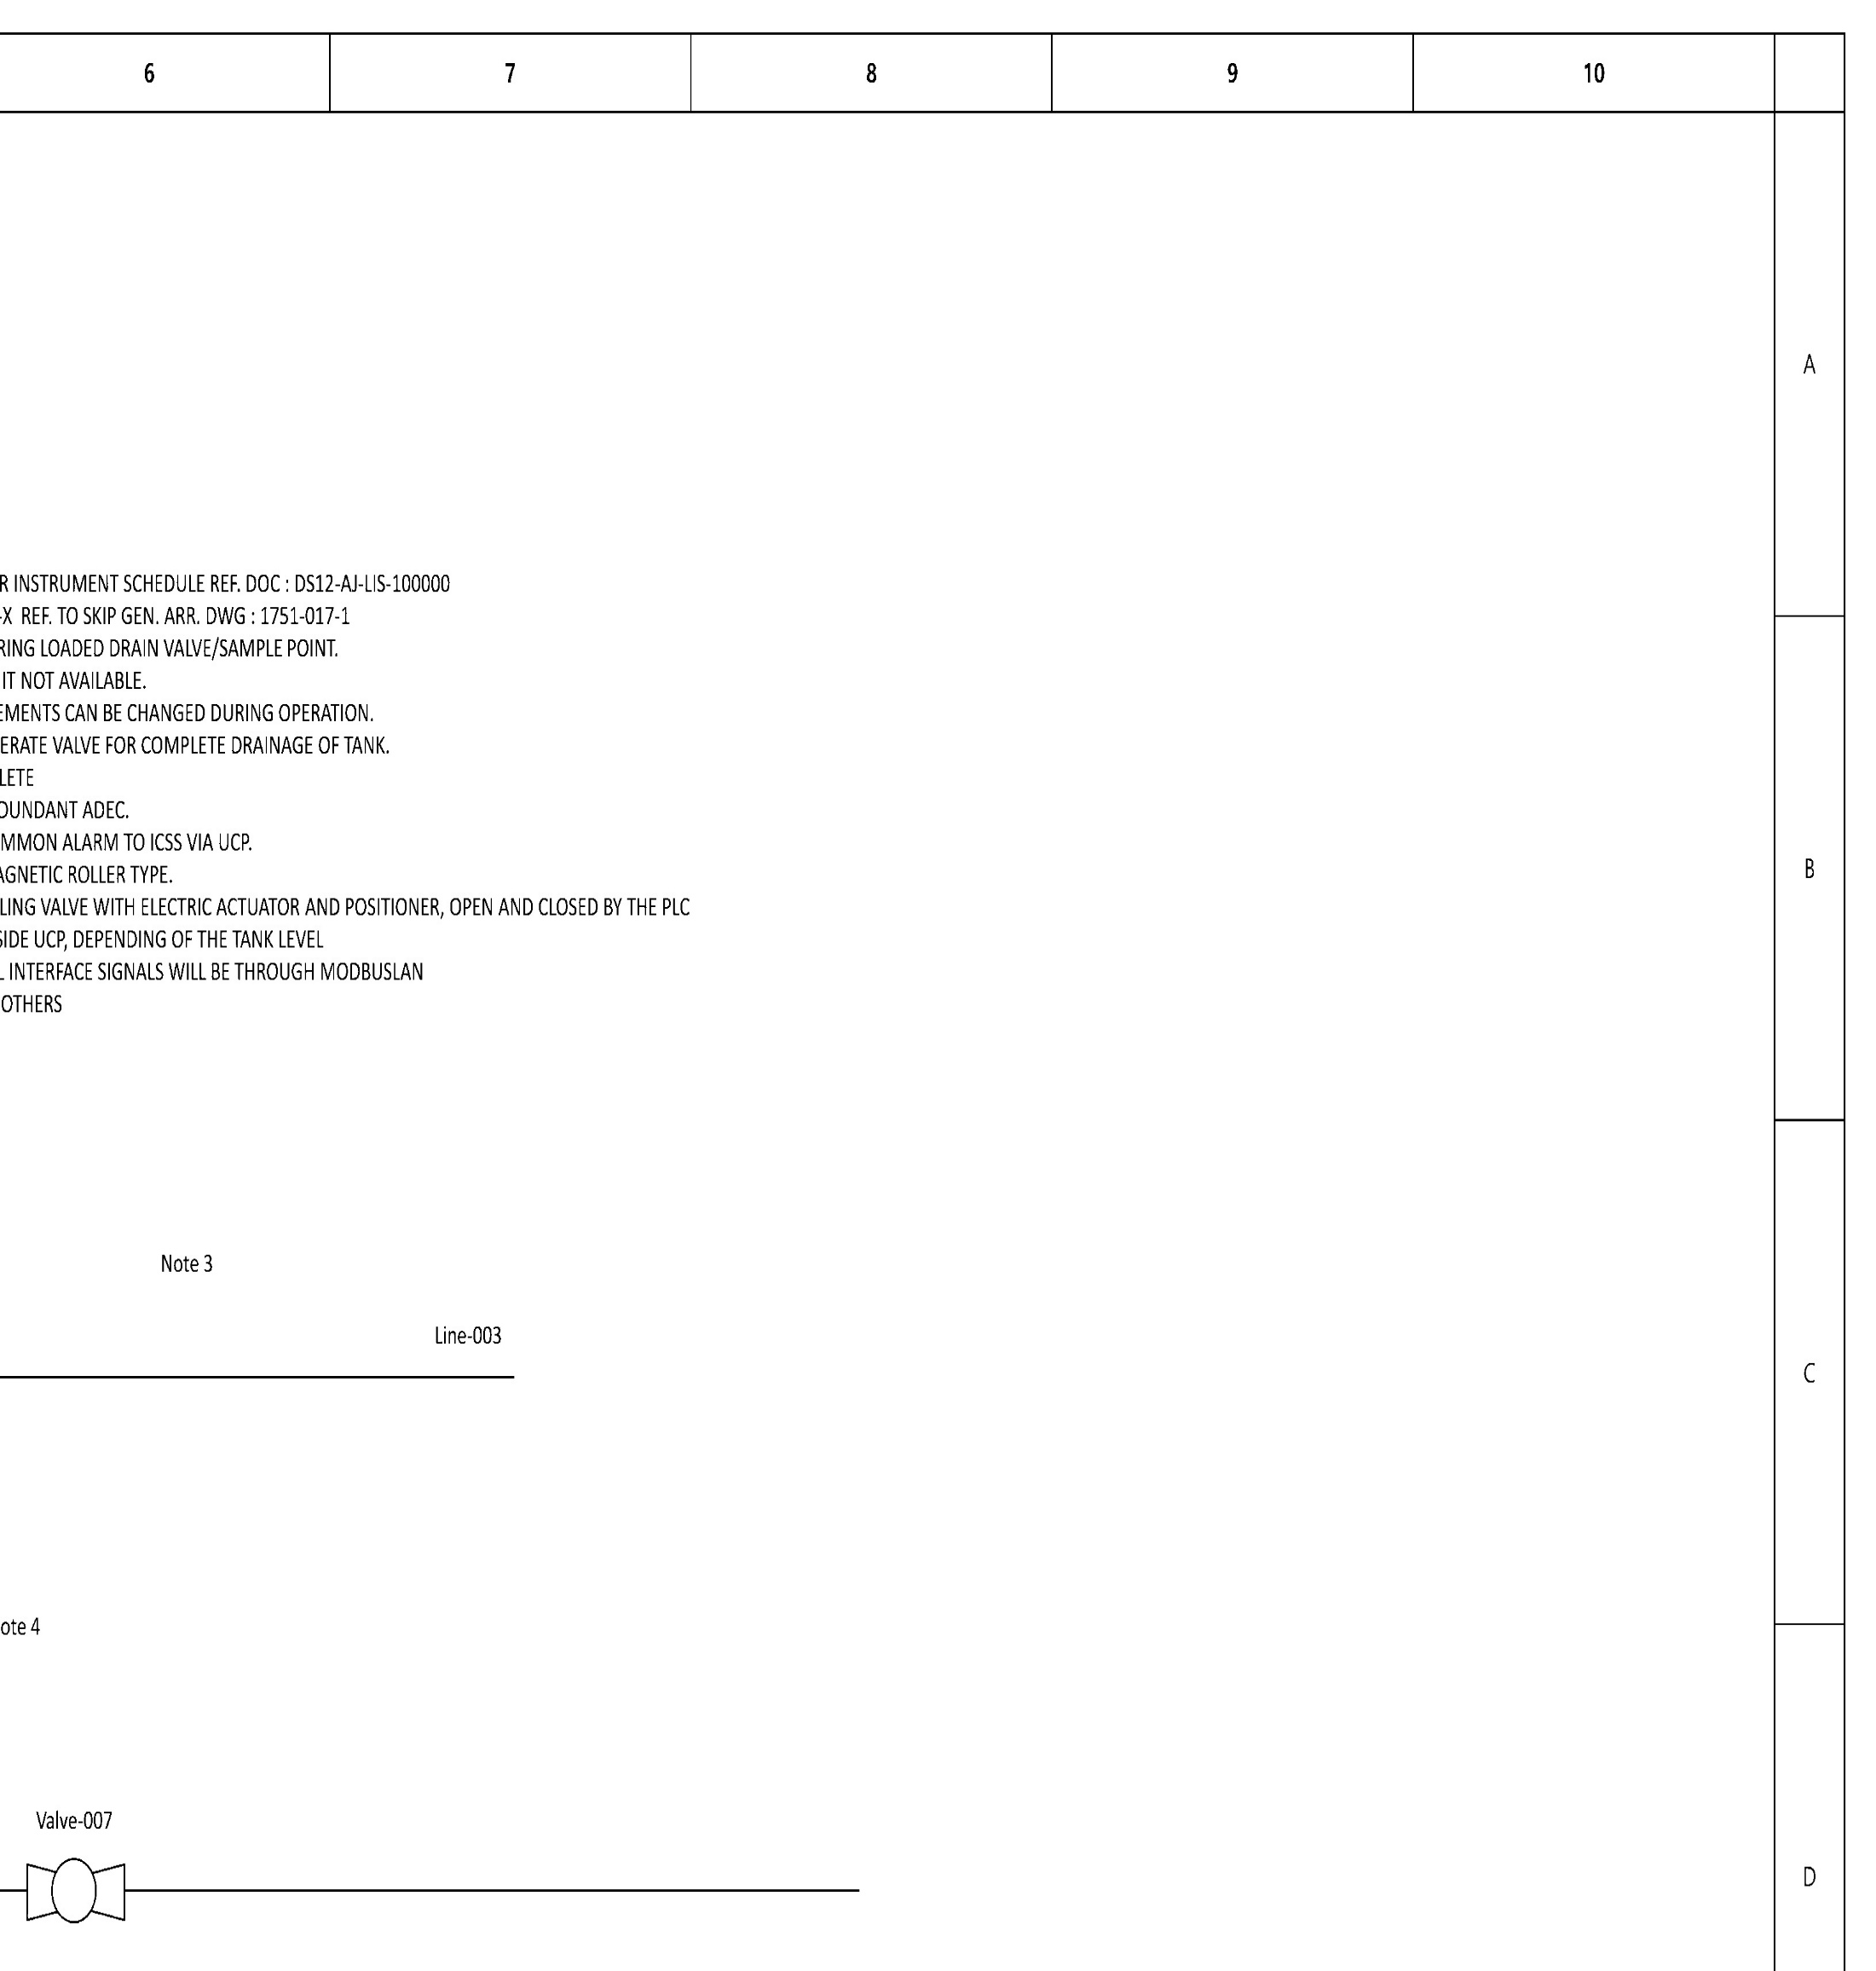 6 7 8 9 10
A
R INSTRUMENT SCHEDULE REF. DOC : DS12-AJ-LIS-100000
-X REF. TO SKIP GEN. ARR. DWG : 1751-017-1
RING LOADED DRAIN VALVE/SAMPLE POINT.
IT NOT AVAILABLE.
EMENTS CAN BE CHANGED DURING OPERATION.
ERATE VALVE FOR COMPLETE DRAINAGE OF TANK.
LETE
DUNDANT ADEC.
MMON ALARM TO ICSS VIA UCP.
AGNETIC ROLLER TYPE.
B
LING VALVE WITH ELECTRIC ACTUATOR AND POSITIONER, OPEN AND CLOSED BY THE PLC
SIDE UCP, DEPENDING OF THE TANK LEVEL
L INTERFACE SIGNALS WILL BE THROUGH MODBUSLAN
OTHERS
Note 3
Line-003
C
ote 4
Valve-007
D